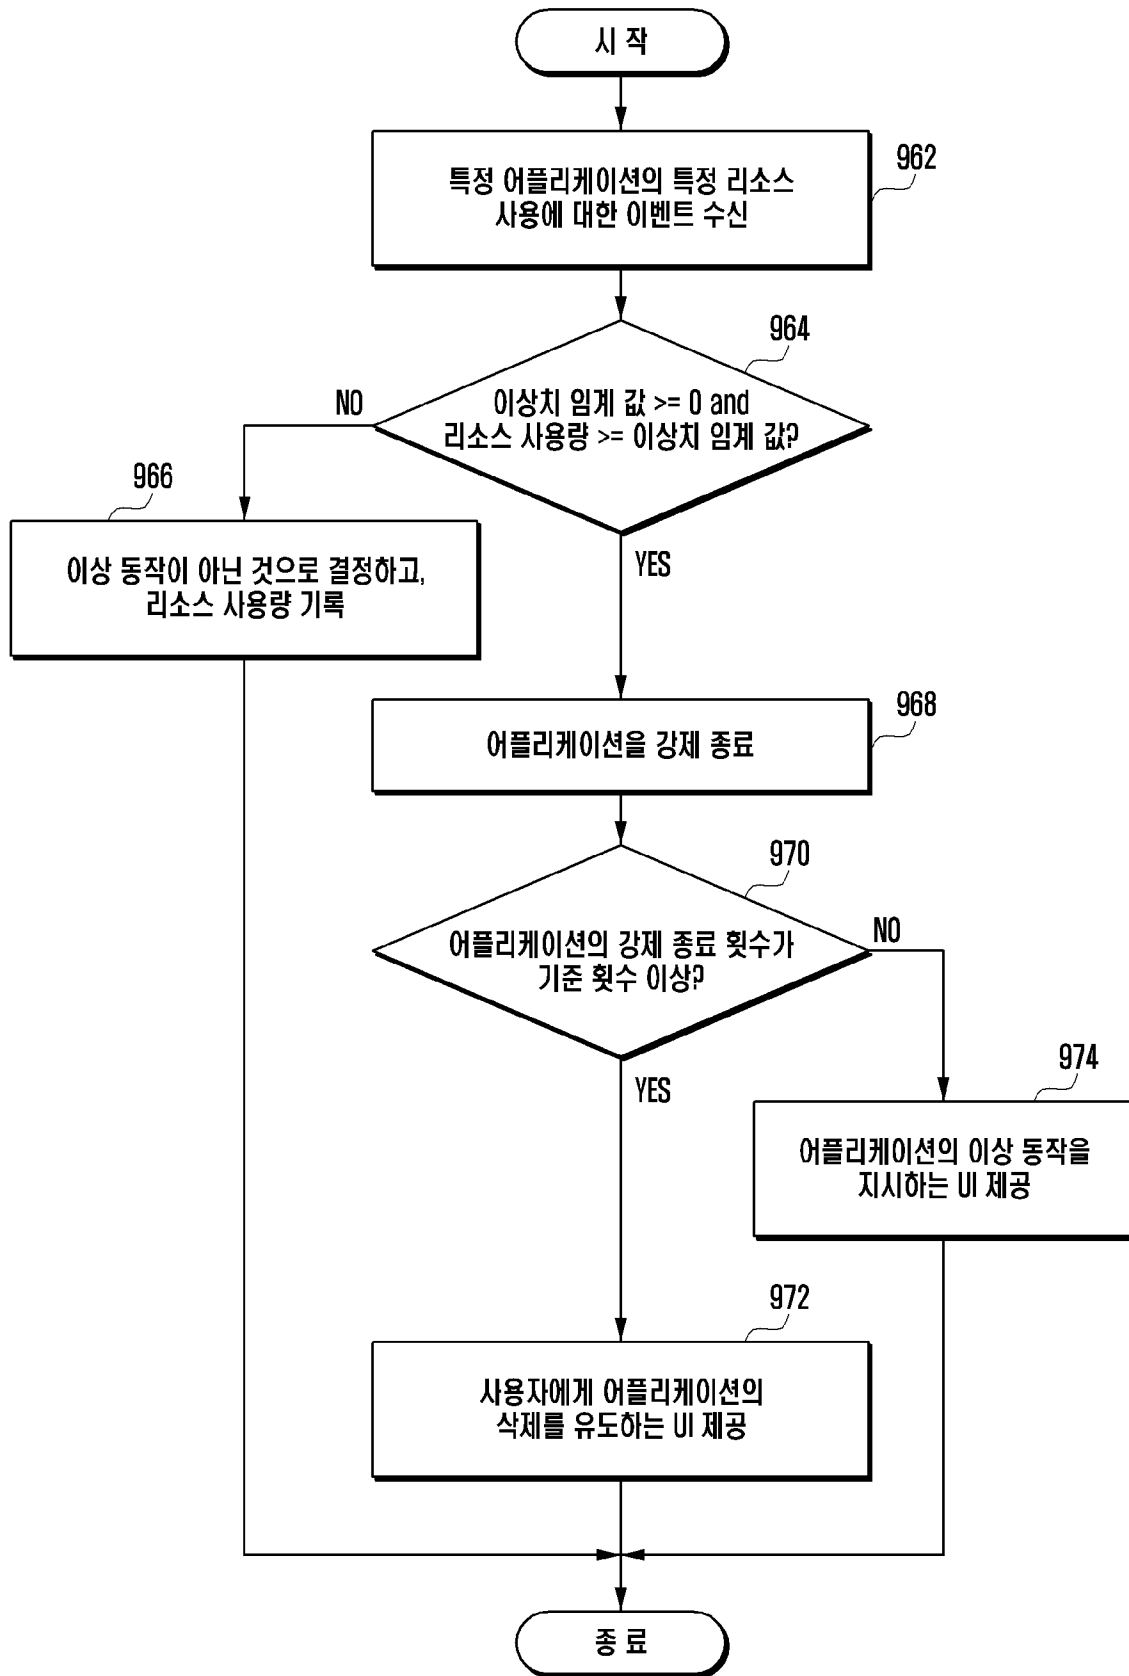 시 작
962
특정 어플리케이션의 특정 리소스
사용에 대한 이벤트 수신
964
이상치 임계 값 >= 0 and
리소스 사용량 >= 이상치 임계 값?
NO
YES
966
이상 동작이 아닌 것으로 결정하고,
리소스 사용량 기록
968
어플리케이션을 강제 종료
970
어플리케이션의 강제 종료 횟수가
기준 횟수 이상?
NO
YES
974
어플리케이션의 이상 동작을
지시하는 UI 제공
972
사용자에게 어플리케이션의
삭제를 유도하는 UI 제공
종 료